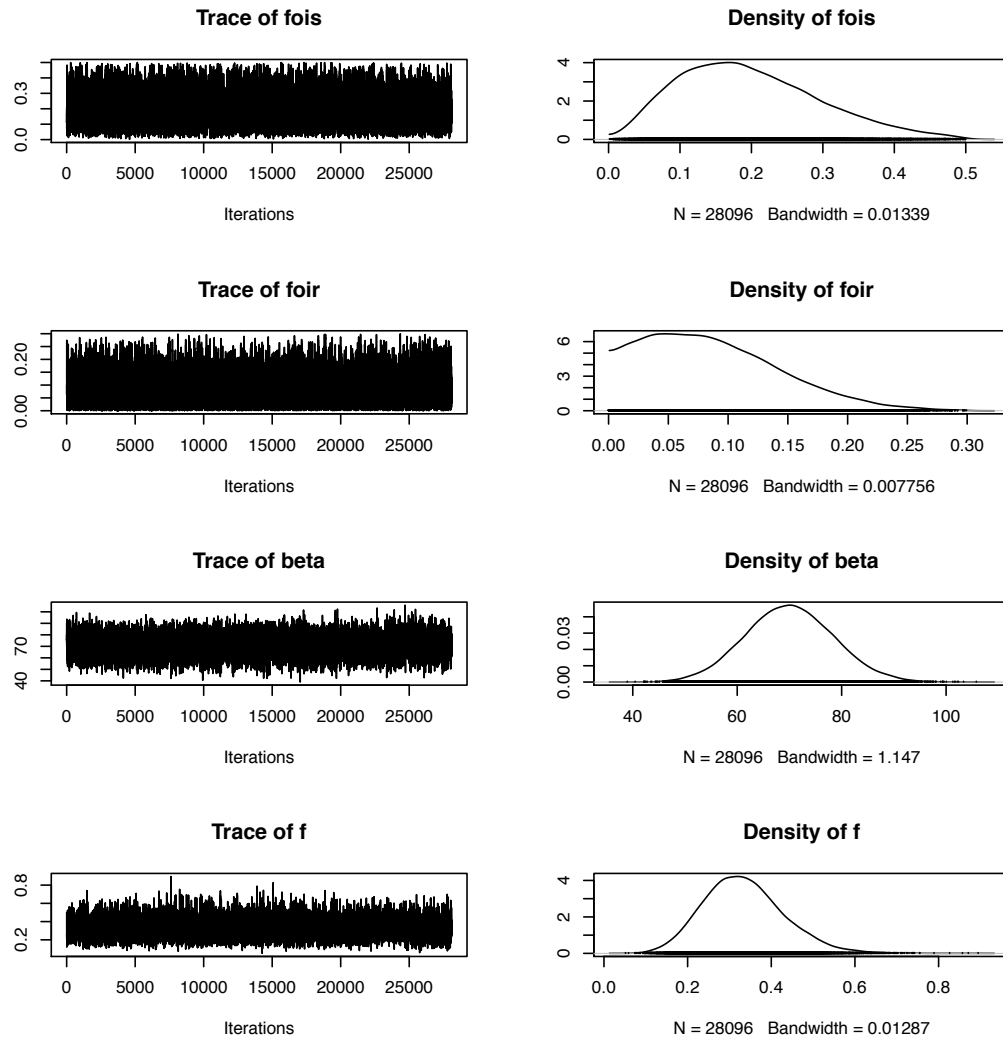 Trace of fois
0.0 0.3
0 5000 10000 15000 20000 25000
Iterations
Density of fois
0 2 4
0.0 0.1 0.2 0.3 0.4 0.5
N = 28096 Bandwidth = 0.01339
Trace of foir
0.00 0.20
0 5000 10000 15000 20000 25000
Iterations
Density of foir
0 3 6
0.00 0.05 0.10 0.15 0.20 0.25 0.30
N = 28096 Bandwidth = 0.007756
Trace of beta
40 70
0 5000 10000 15000 20000 25000
Iterations
Density of beta
0.00 0.03
40 60 80 100
N = 28096 Bandwidth = 1.147
Trace of f
0.2 0.8
0 5000 10000 15000 20000 25000
Iterations
Density of f
0 2 4
0.0 0.2 0.4 0.6 0.8
N = 28096 Bandwidth = 0.01287